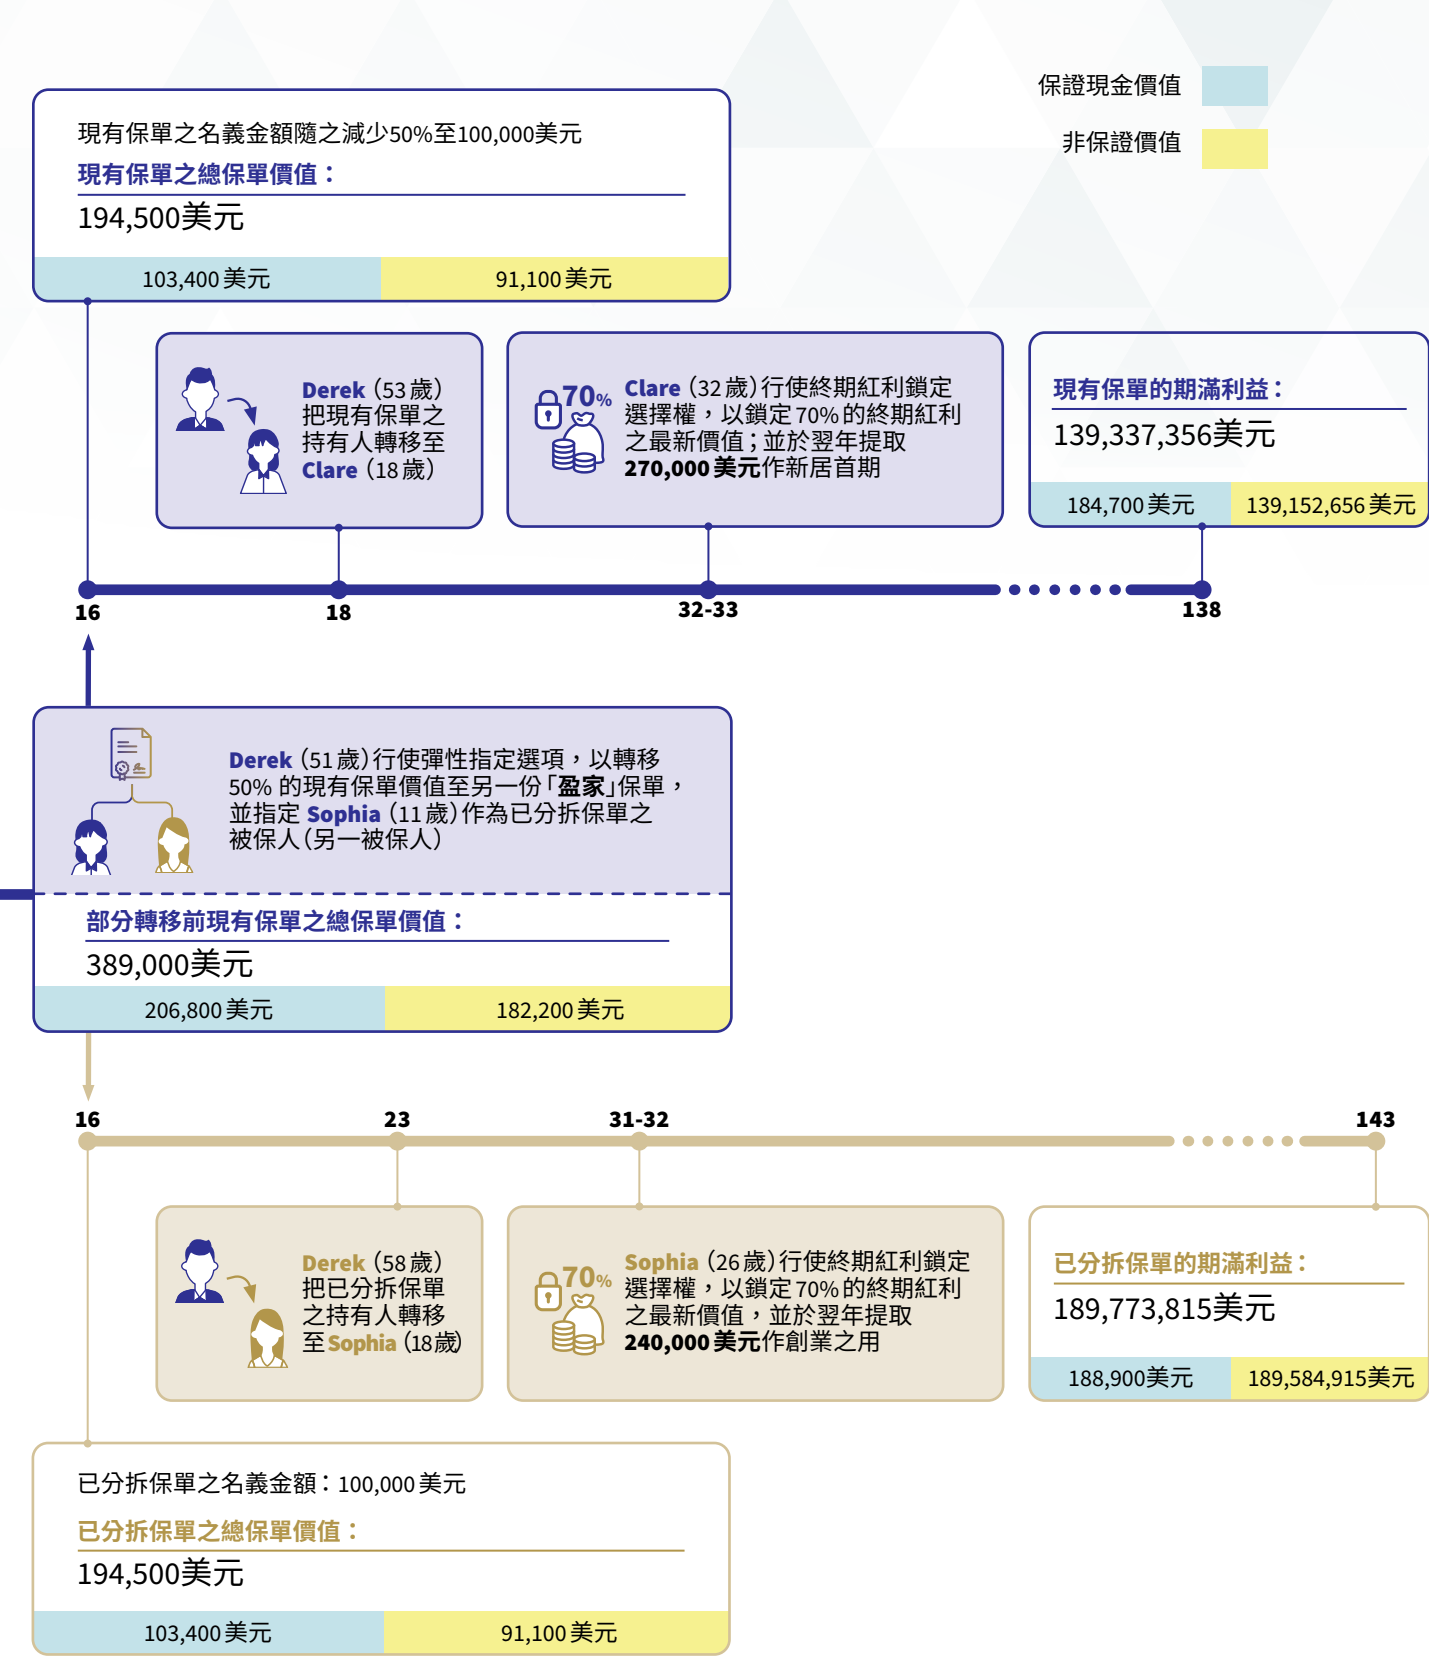 保證現金價值
非保證價值
現有保單之名義金額隨之減少50%至100,000美元
現有保單之總保單價值：
194,500美元
103,400美元
91,100美元
Derek（53歲）
把現有保單之
持有人轉移至
Clare（18歲）
70%
Clare（32歲）行使終期紅利鎖定
選擇權，以鎖定70%的終期紅利
之最新價值；並於翌年提取
270,000美元作新居首期
現有保單的期滿利益：
139,337,356美元
184,700美元
139,152,656美元
16
18
32-33
138
Derek（51歲）行使彈性指定選項，以轉移
50% 的現有保單價值至另一份「盈家」保單，
並指定 Sophia（11歲）作為已分拆保單之
被保人（另一被保人）
部分轉移前現有保單之總保單價值：
389,000美元
206,800美元
182,200美元
16
23
31-32
143
Derek（58歲）
把已分拆保單
之持有人轉移
至Sophia（18歲）
70%
Sophia（26歲）行使終期紅利鎖定
選擇權，以鎖定70%的終期紅利
之最新價值，並於翌年提取
240,000美元作創業之用
已分拆保單的期滿利益：
189,773,815美元
188,900美元
189,584,915美元
已分拆保單之名義金額：100,000美元
已分拆保單之總保單價值：
194,500美元
103,400美元
91,100美元